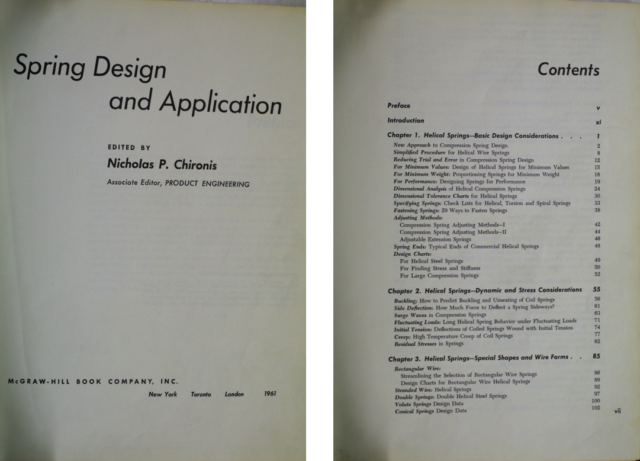 Spring Design
and Application
EDITED BY
Nicholas P. Chironis
Associate Editor, PRODUCT ENGINEERING
McGRAW-HILL BOOK COMPANY, INC.
New York Toronto London 1961
Contents
Preface v
Introduction xi
Chapter 1. Helical Springs—Basic Design Considerations . . . 1
New Approach to Compression Spring Design 2
Simplified Procedure for Helical Wire Springs 8
Reducing Trial and Error in Compression Spring Design 12
For Minimum Values: Design of Helical Springs for Minimum Values 15
For Minimum Weight: Proportioning Springs for Minimum Weight 18
For Performance: Designing Springs for Performance 19
Dimensional Analysis of Helical Compression Springs 24
Dimensional Tolerance Charts for Helical Springs 30
Specifying Springs: Check Lists for Helical, Torsion and Spiral Springs 33
Fastening Springs: 29 Ways to Fasten Springs 38
Adjusting Methods:
Compression Spring Adjusting Methods—I 42
Compression Spring Adjusting Methods—II 44
Adjustable Extension Springs 46
Spring Ends: Typical Ends of Commercial Helical Springs 48
Design Charts:
For Helical Steel Springs 49
For Finding Stress and Stiffness 50
For Large Compression Springs 52
Chapter 2. Helical Springs—Dynamic and Stress Considerations 55
Buckling: How to Predict Buckling and Unseating of Coil Springs 56
Side Deflection: How Much Force to Deflect a Spring Sideways? 61
Surge Waves in Compression Springs 63
Fluctuating Loads: Long Helical Spring Behavior under Fluctuating Loads 71
Initial Tension: Deflections of Coiled Springs with Initial Tension 74
Creep: High Temperature Creep of Coil Springs 77
Residual Stresses in Springs 82
Chapter 3. Helical Springs—Special Shapes and Wire Forms . . 85
Rectangular Wire:
Streamlining the Selection of Rectangular Wire Springs 86
Design Charts for Rectangular Wire Helical Springs 89
Stranded Wire: Helical Springs 92
Double Springs: Double Helical Steel Springs 97
Volute Springs Design Data 100
Conical Springs Design Data 102
vii